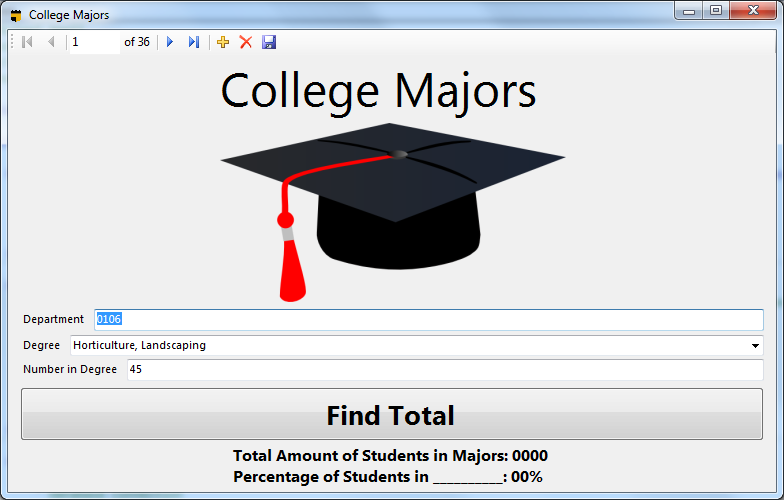 College Majors
1 of 36
College Majors
Department 0106
Degree Horticulture, Landscaping
Number in Degree 45
Find Total
Total Amount of Students in Majors: 0000
Percentage of Students in __________: 00%